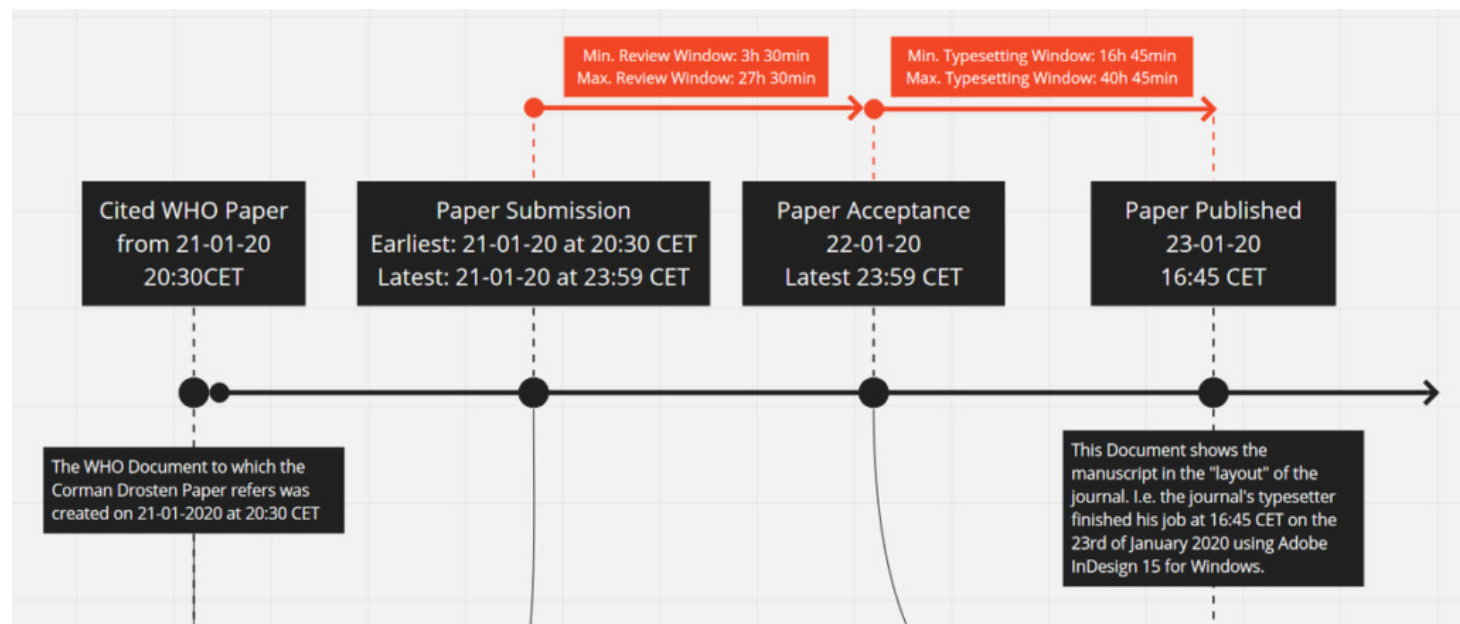 Min. Review Window: 3h 30min
Max. Review Window: 27h 30min
Min. Typesetting Window: 16h 45min
Max. Typesetting Window: 40h 45min
Cited WHO Paper
from 21-01-20
20:30CET
Paper Submission
Earliest: 21-01-20 at 20:30 CET
Latest: 21-01-20 at 23:59 CET
Paper Acceptance
22-01-20
Latest 23:59 CET
Paper Published
23-01-20
16:45 CET
The WHO Document to which the
Corman Drosten Paper refers was
created on 21-01-2020 at 20:30 CET
This Document shows the
manuscript in the "layout" of the
journal. I.e. the journal's typesetter
finished his job at 16:45 CET on the
23rd of January 2020 using Adobe
InDesign 15 for Windows.